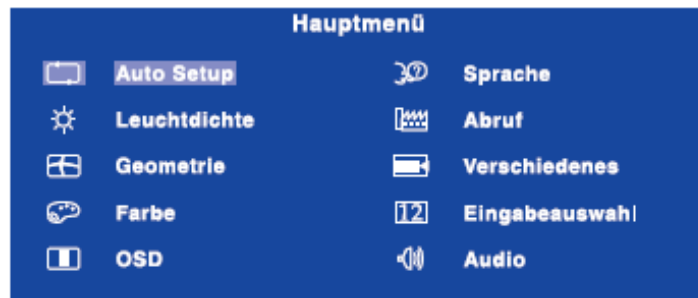 Hauptmenü
Auto Setup
Leuchtdichte
Geometrie
Farbe
OSD
Sprache
Abruf
Verschiedenes
12 Eingabeauswahl
Audio